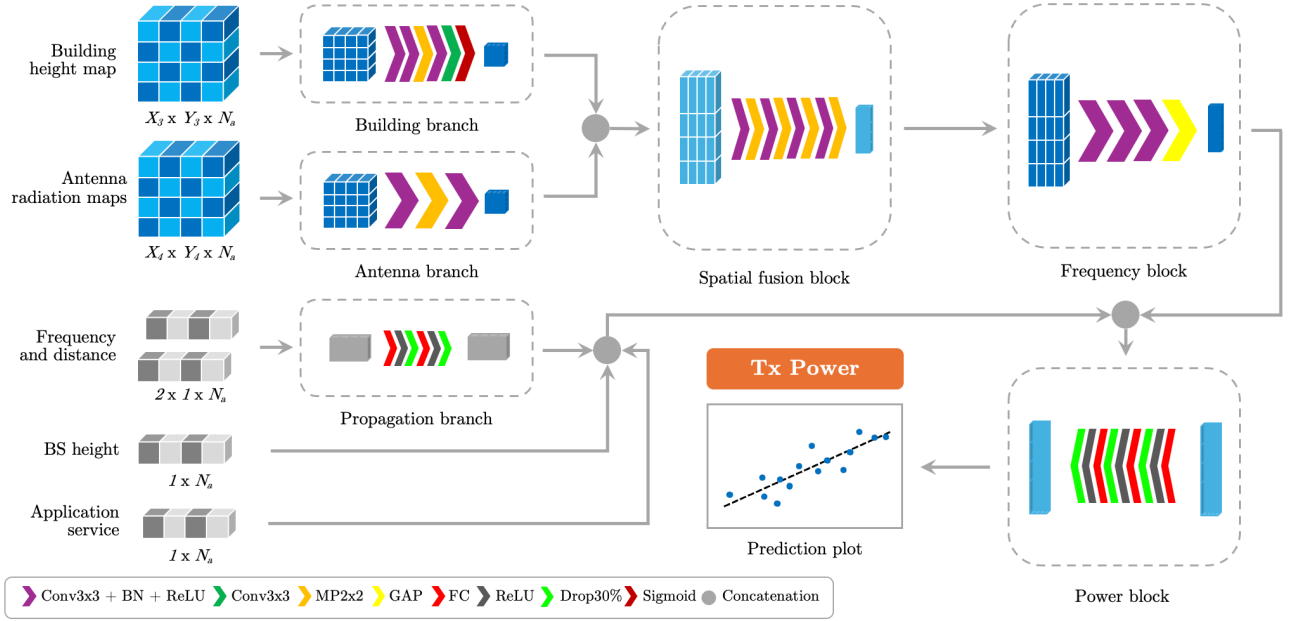 Building
height map
X₃ x Y₃ x Nₐ
Building branch
Antenna
radiation maps
X₄ x Y₄ x Nₐ
Antenna branch
Spatial fusion block
Frequency block
Frequency
and distance
2 x 1 x Nₐ
Propagation branch
BS height
1 x Nₐ
Application
service
1 x Nₐ
Tx Power
Prediction plot
Power block
Conv3x3 + BN + ReLU Conv3x3 MP2x2 GAP FC ReLU Drop30% Sigmoid Concatenation